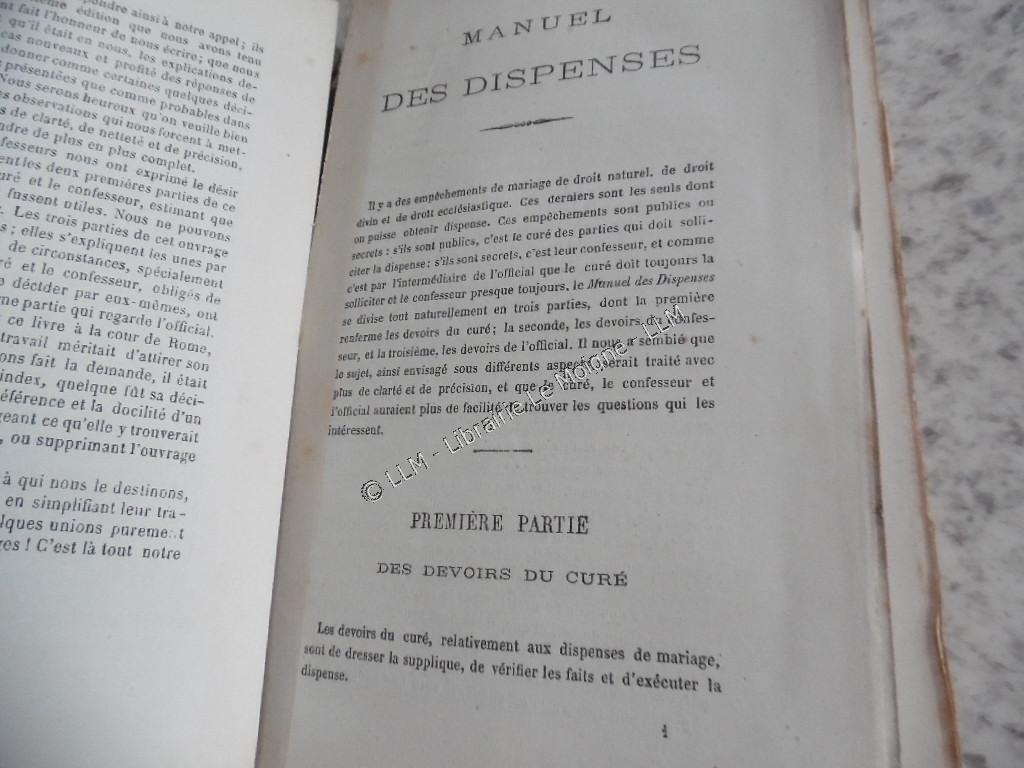 pondre ainsi à notre appel; ils
édition que nous avons tenu
fait l'honneur de nous écrire; que nous
qu'il était en nous, les explications de-
cas nouveaux et profité des réponses de
donner comme certaines quelques déci-
présentées que comme probables dans
Nous serons heureux qu'on veuille bien
observations qui nous forcent à met-
de clarté, de netteté et de précision,
ndre de plus en plus complet.
fesseurs nous ont exprimé le désir
les deux premières parties de ce
uré et le confesseur, estimant que
fussent utiles. Nous ne pouvons
Les trois parties de cet ouvrage
s; elles s'expliquent les unes par
de circonstances, spécialement
ré et le confesseur, obligés de
décider par eux-mêmes, ont
me partie qui regarde l'official.
ce livre à la cour de Rome,
travail méritait d'attirer son
ons fait la demande, il était
index, quelque fût sa déci-
éférence et la docilité d'un
geant ce qu'elle y trouverait
, ou supprimant l'ouvrage
à qui nous le destinons,
en simplifiant leur tra-
lques unions purement
ges! C'est là tout notre
MANUEL
DES DISPENSES
Il y a des empêchements de mariage de droit naturel, de droit
divin et de droit ecclésiastique. Ces derniers sont les seuls dont
on puisse obtenir dispense. Ces empêchements sont publics ou
secrets : s'ils sont publics, c'est le curé des parties qui doit solli-
citer la dispense; s'ils sont secrets, c'est leur confesseur, et comme
c'est par l'intermédiaire de l'official que le curé doit toujours la
solliciter et le confesseur presque toujours, le Manuel des Dispenses
se divise tout naturellement en trois parties, dont la première
renferme les devoirs du curé; la seconde, les devoirs du confes-
seur, et la troisième, les devoirs de l'official. Il nous a semblé que
le sujet, ainsi envisagé sous différents aspects, serait traité avec
plus de clarté et de précision, et que le curé, le confesseur et
l'official auraient plus de facilité à trouver les questions qui les
intéressent.
© LLM - Librairie Le Moigne - LLM
PREMIÈRE PARTIE
DES DEVOIRS DU CURÉ
Les devoirs du curé, relativement aux dispenses de mariage,
sont de dresser la supplique, de vérifier les faits et d'exécuter la
dispense.
1